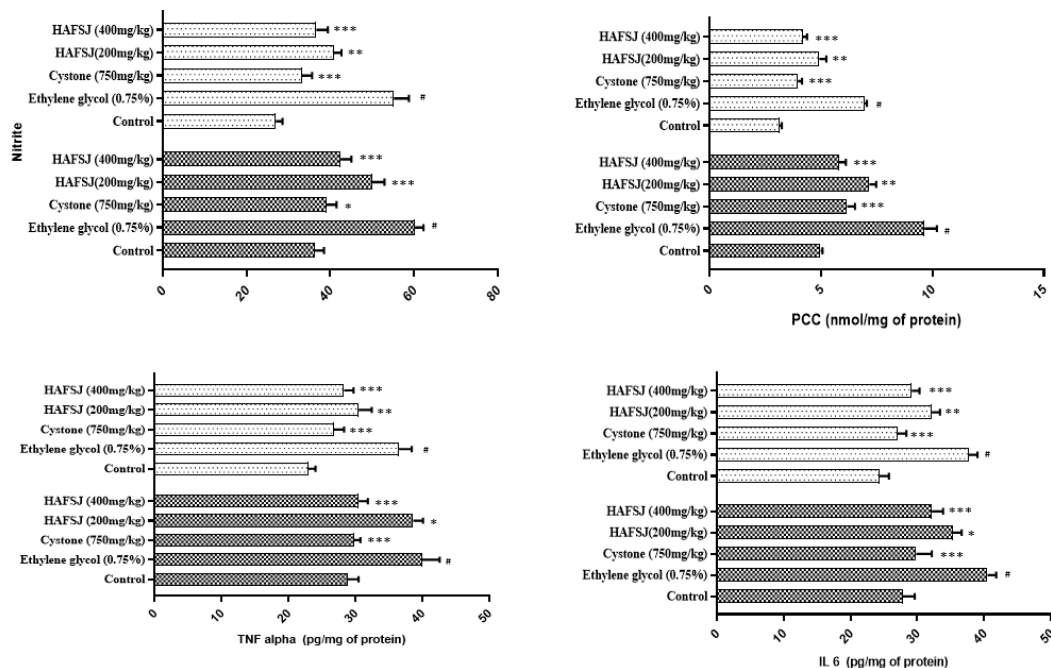 Nitrite
HAFSJ (400mg/kg) ***
HAFSJ(200mg/kg) **
Cystone (750mg/kg) ***
Ethylene glycol (0.75%) #
Control
HAFSJ (400mg/kg) ***
HAFSJ(200mg/kg) ***
Cystone (750mg/kg) *
Ethylene glycol (0.75%) #
Control
0 20 40 60 80
HAFSJ (400mg/kg) ***
HAFSJ(200mg/kg) **
Cystone (750mg/kg) ***
Ethylene glycol (0.75%) #
Control
HAFSJ (400mg/kg) ***
HAFSJ(200mg/kg) **
Cystone (750mg/kg) ***
Ethylene glycol (0.75%) #
Control
0 5 10 15
PCC (nmol/mg of protein)
HAFSJ (400mg/kg) ***
HAFSJ (200mg/kg) **
Cystone (750mg/kg) ***
Ethylene glycol (0.75%) #
Control
HAFSJ (400mg/kg) ***
HAFSJ (200mg/kg) *
Cystone (750mg/kg) ***
Ethylene glycol (0.75%) #
Control
0 10 20 30 40 50
TNF alpha (pg/mg of protein)
HAFSJ (400mg/kg) ***
HAFSJ(200mg/kg) **
Cystone (750mg/kg) ***
Ethylene glycol (0.75%) #
Control
HAFSJ (400mg/kg) ***
HAFSJ(200mg/kg) *
Cystone (750mg/kg) ***
Ethylene glycol (0.75%) #
Control
0 10 20 30 40 50
IL 6 (pg/mg of protein)